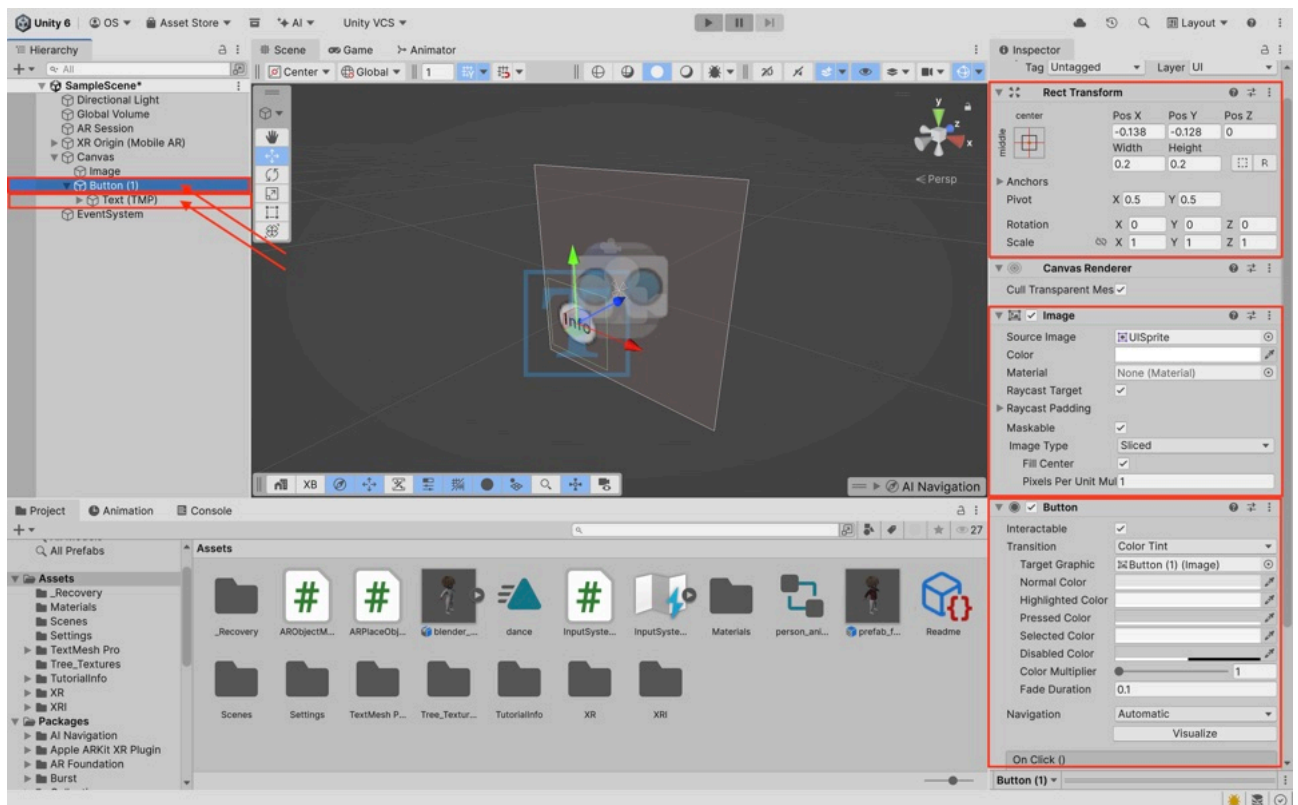 Unity 6 OS Asset Store AI Unity VCS Layout
Hierarchy
All
SampleScene*
Directional Light
Global Volume
AR Session
XR Origin (Mobile AR)
Canvas
Image
Button (1)
Text (TMP)
EventSystem
Scene Game Animator
Center Global 1
y
z
x
Persp
Info
XB
AI Navigation
Inspector
Tag Untagged Layer UI
Rect Transform
center Pos X Pos Y Pos Z
middle -0.138 -0.128 0
Width Height
0.2 0.2 R
Anchors
Pivot X 0.5 Y 0.5
Rotation X 0 Y 0 Z 0
Scale X 1 Y 1 Z 1
Canvas Renderer
Cull Transparent Mes
Image
Source Image UISprite
Color
Material None (Material)
Raycast Target
Raycast Padding
Maskable
Image Type Sliced
Fill Center
Pixels Per Unit Mul 1
Button
Interactable
Transition Color Tint
Target Graphic Button (1) (Image)
Normal Color
Highlighted Color
Pressed Color
Selected Color
Disabled Color
Color Multiplier 1
Fade Duration 0.1
Navigation Automatic
Visualize
On Click ()
Button (1)
Project Animation Console
27
All Prefabs
Assets
_Recovery
Materials
Scenes
Settings
TextMesh Pro
Tree_Textures
TutorialInfo
XR
XRI
Packages
AI Navigation
Apple ARKit XR Plugin
AR Foundation
Burst
Assets
_Recovery ARObjectM... ARPlaceObj... blender_... dance InputSyste... InputSyste... Materials person_ani... prefab_f... Readme
Scenes Settings TextMesh P... Tree_Textur... TutorialInfo XR XRI